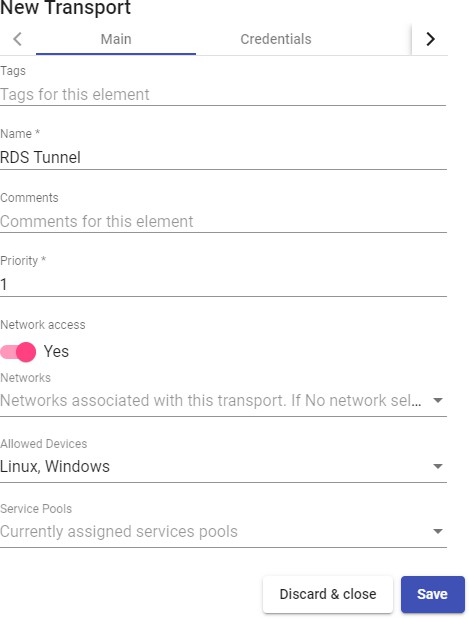 New Transport
Main Credentials
Tags
Tags for this element
Name *
RDS Tunnel
Comments
Comments for this element
Priority *
1
Network access
Yes
Networks
Networks associated with this transport. If No network sel...
Allowed Devices
Linux, Windows
Service Pools
Currently assigned services pools
Discard & close Save